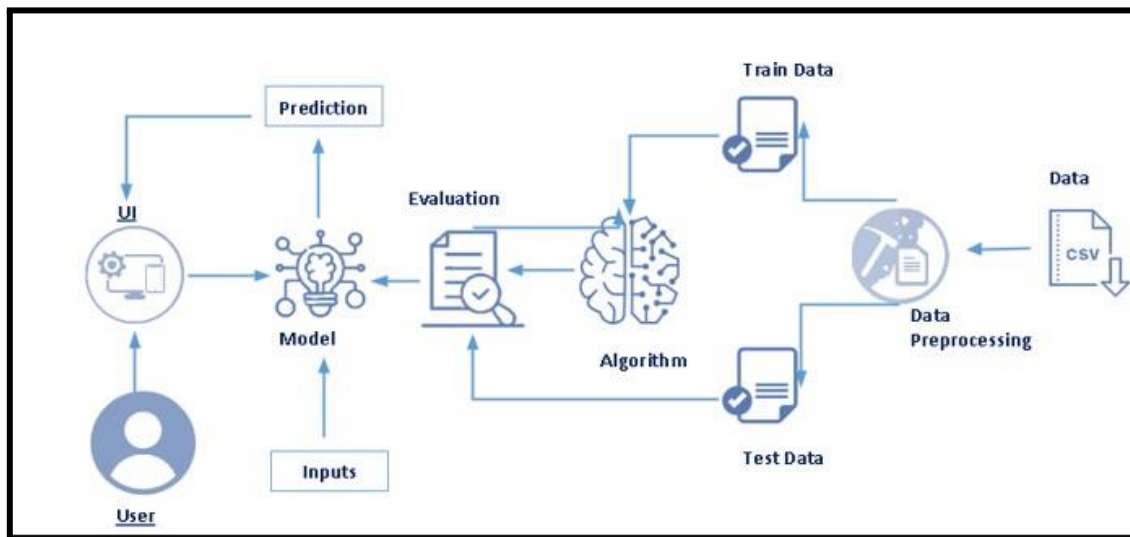 Train Data
Prediction
Data
Evaluation
UI
CSV
Model
Data
Preprocessing
Algorithm
Inputs
Test Data
User